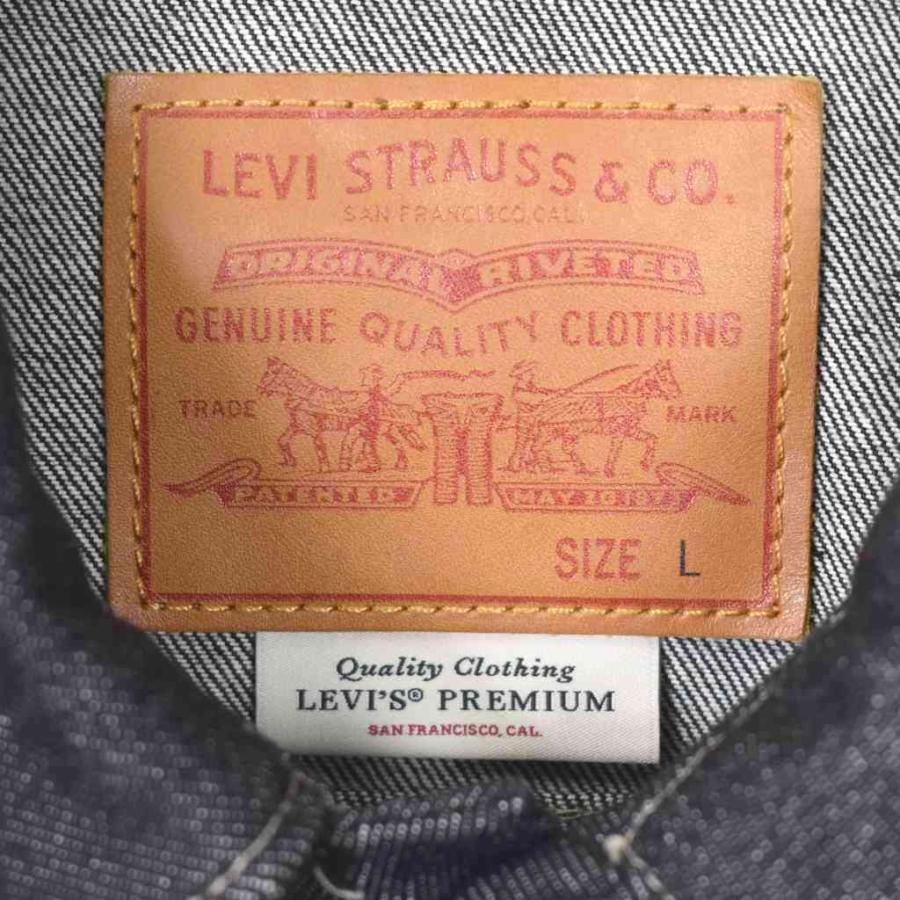 LEVI STRAUSS & CO.
SAN FRANCISCO, CAL.
ORIGINAL RIVETED
GENUINE QUALITY CLOTHING
TRADE MARK
PATENTED MAY 20 1873
SIZE L
Quality Clothing
LEVI'S® PREMIUM
SAN FRANCISCO, CAL.